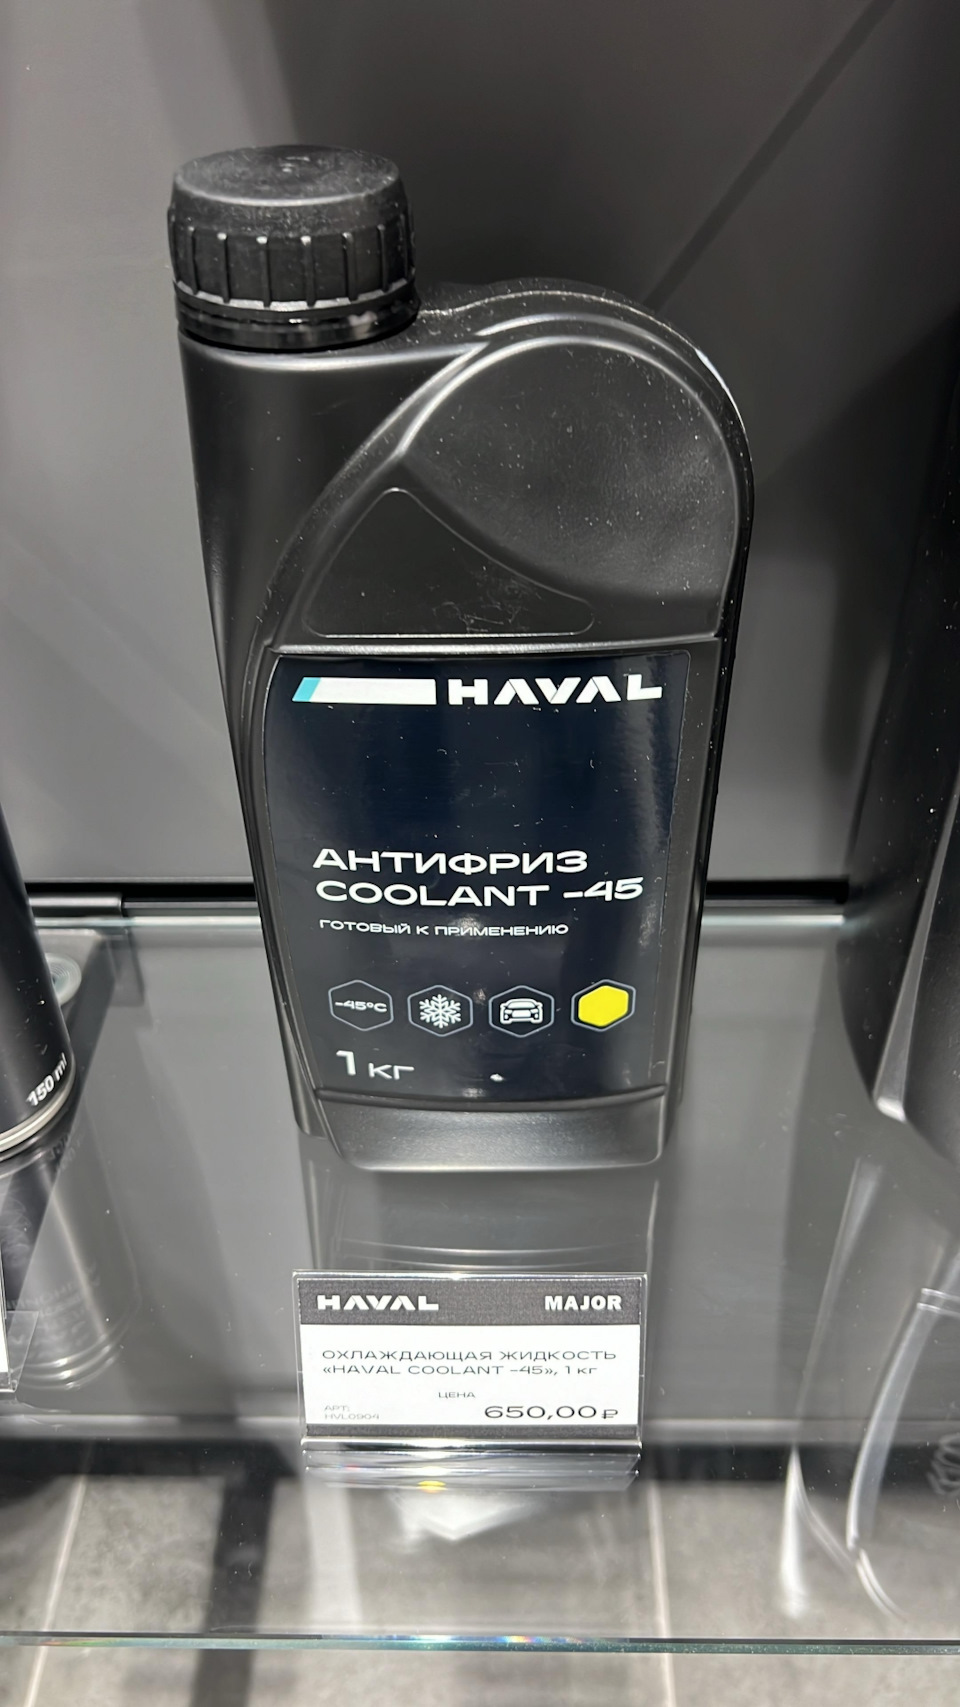 HAVAL
АНТИФРИЗ
COOLANT -45
ГОТОВЫЙ К ПРИМЕНЕНИЮ
-45°C
1 КГ
150 ml
HAVAL MAJOR
ОХЛАЖДАЮЩАЯ ЖИДКОСТЬ
«HAVAL COOLANT -45», 1 КГ
ЦЕНА
АРТ.:
HVL0904
650,00 ₽